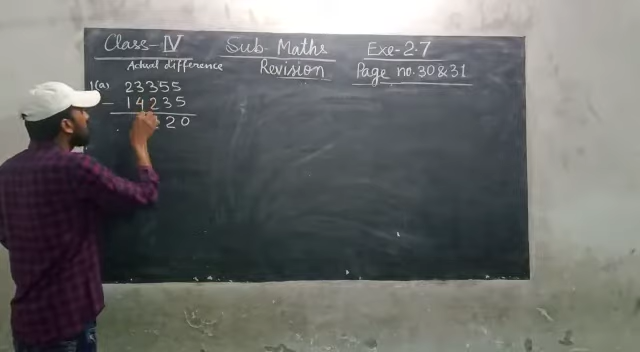 Class-IV Sub- Maths Exe-2.7
Actual difference Revision Page no. 30&31
1(a) 23355
- 14235
20